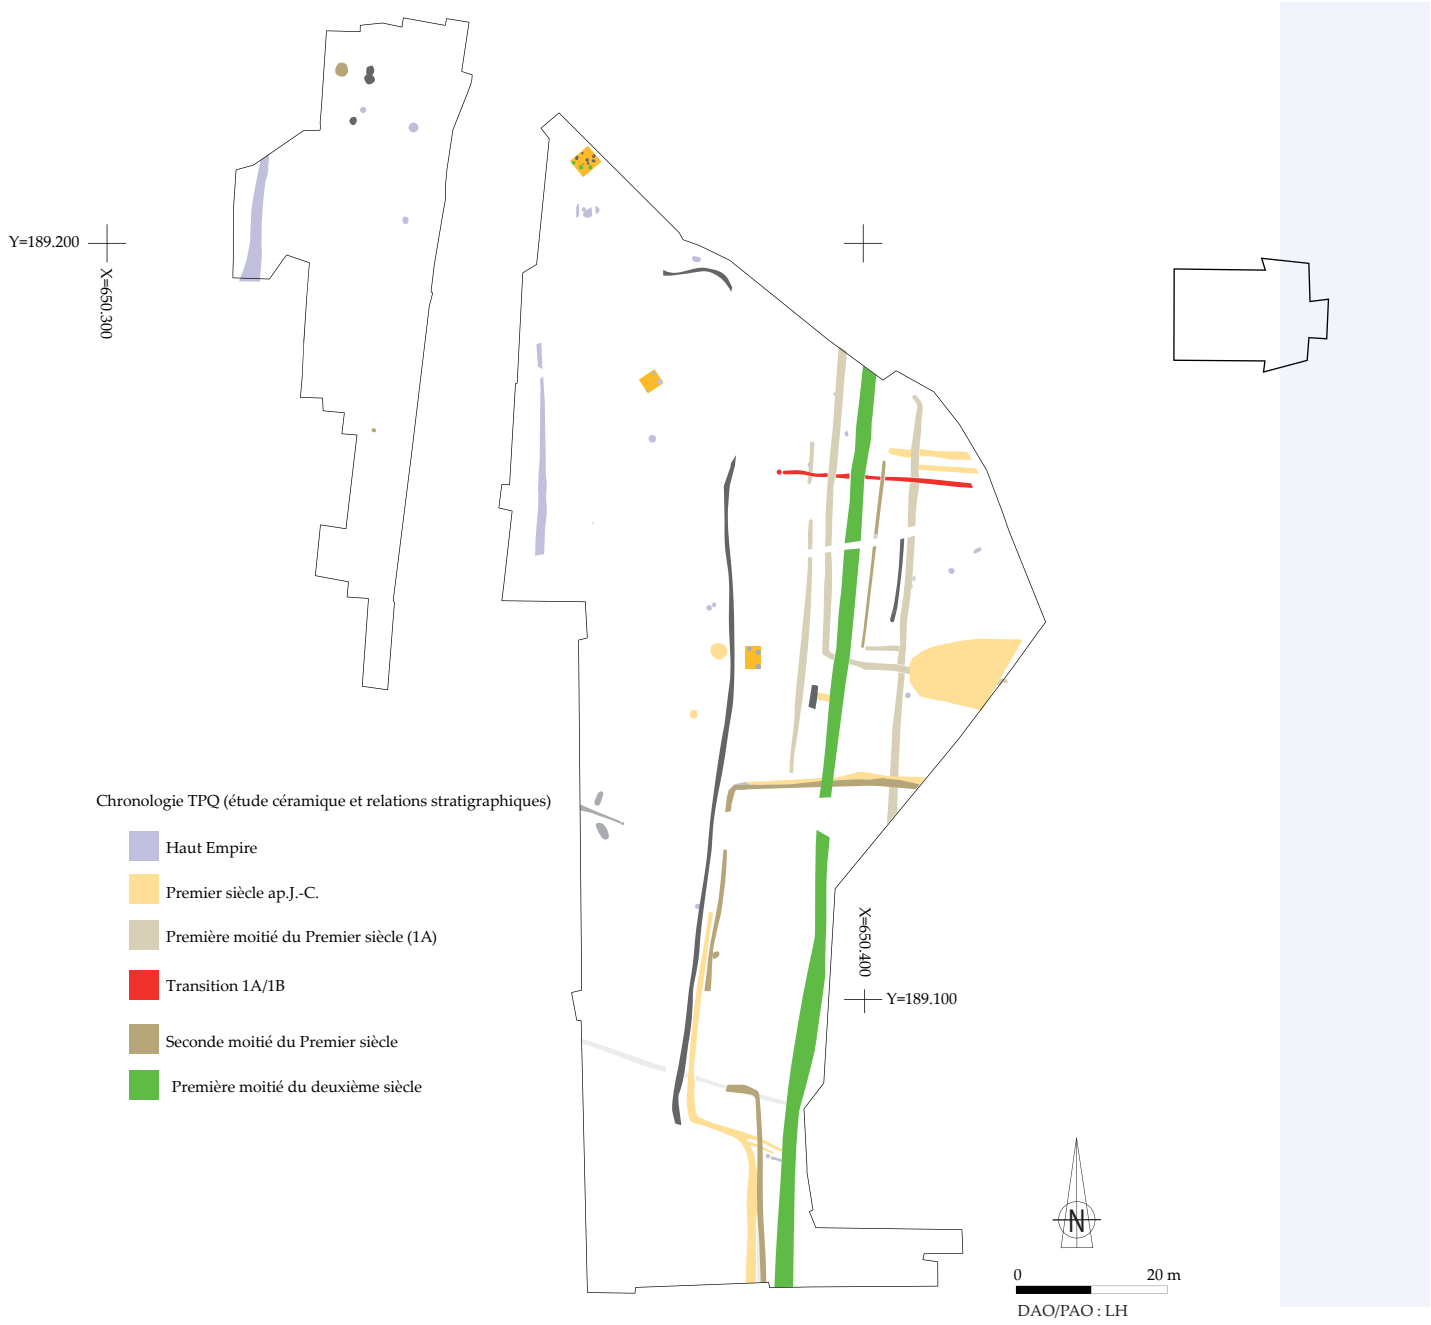 Y=189.200
X=650.300
Chronologie TPQ (étude céramique et relations stratigraphiques)
Haut Empire
Premier siècle ap.J.-C.
Première moitié du Premier siècle (1A)
Transition 1A/1B
Seconde moitié du Premier siècle
Première moitié du deuxième siècle
X=650.400
Y=189.100
N
0 20 m
DAO/PAO : LH